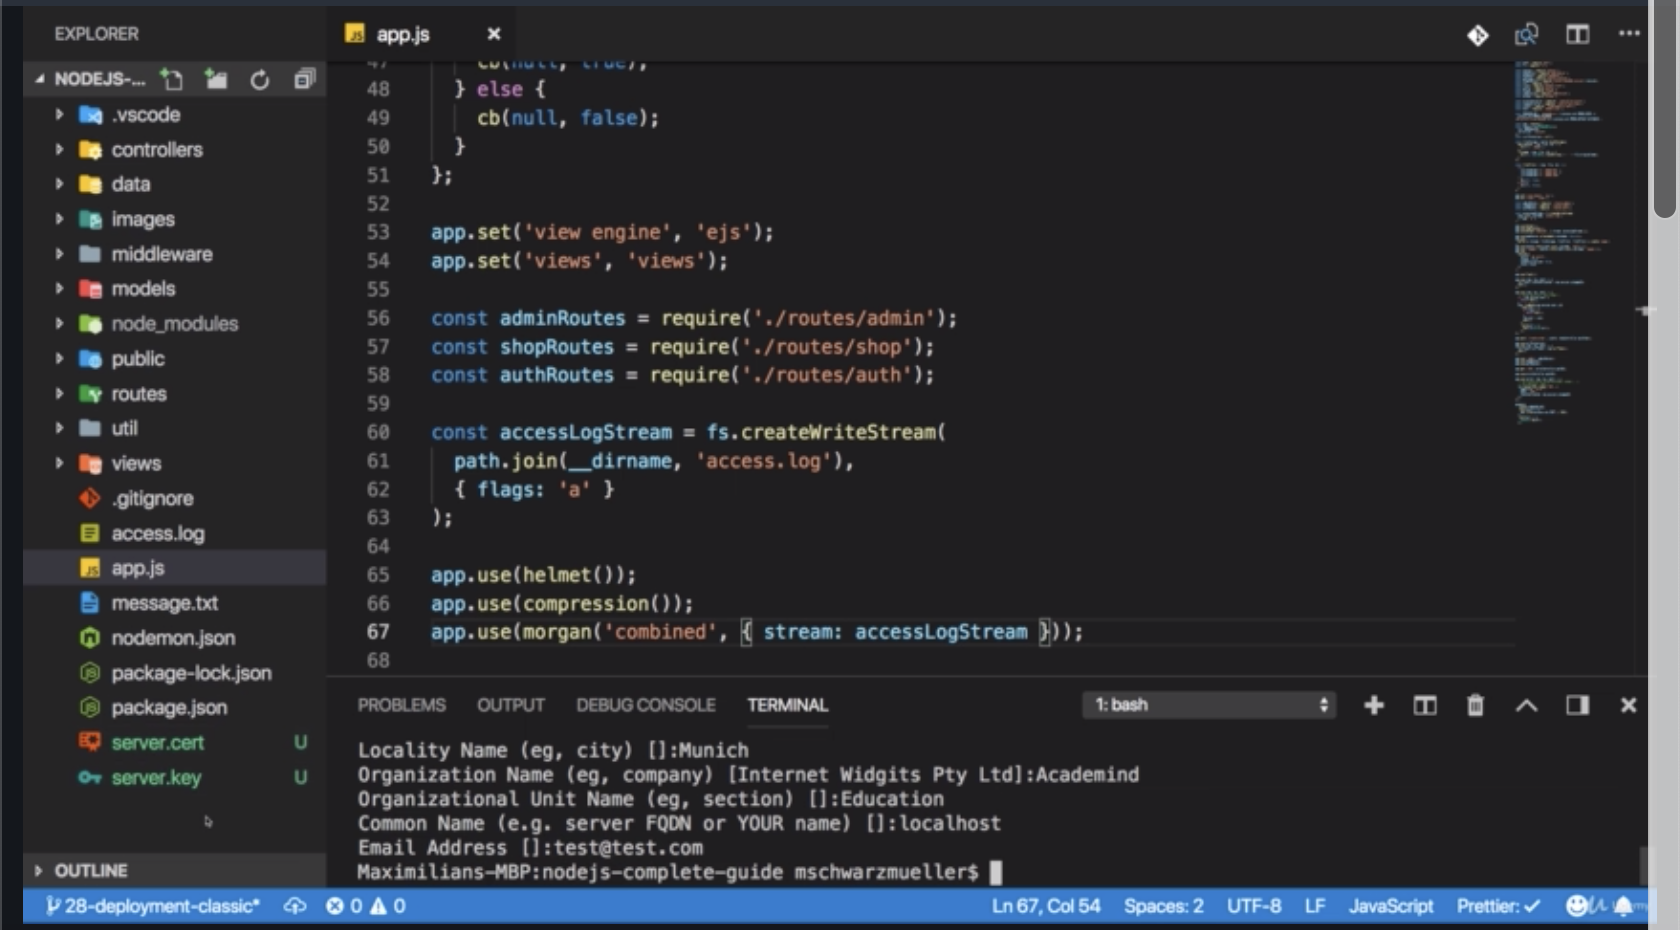 EXPLORER
NODEJS-...
.vscode
controllers
data
images
middleware
models
node_modules
public
routes
util
views
.gitignore
access.log
app.js
message.txt
nodemon.json
package-lock.json
package.json
server.cert U
server.key U
OUTLINE
app.js
47 cb(null, true);
48 } else {
49 cb(null, false);
50 }
51 };
52
53 app.set('view engine', 'ejs');
54 app.set('views', 'views');
55
56 const adminRoutes = require('./routes/admin');
57 const shopRoutes = require('./routes/shop');
58 const authRoutes = require('./routes/auth');
59
60 const accessLogStream = fs.createWriteStream(
61 path.join(__dirname, 'access.log'),
62 { flags: 'a' }
63 );
64
65 app.use(helmet());
66 app.use(compression());
67 app.use(morgan('combined', { stream: accessLogStream }));
68
PROBLEMS OUTPUT DEBUG CONSOLE TERMINAL 1: bash
Locality Name (eg, city) []:Munich
Organization Name (eg, company) [Internet Widgits Pty Ltd]:Academind
Organizational Unit Name (eg, section) []:Education
Common Name (e.g. server FQDN or YOUR name) []:localhost
Email Address []:test@test.com
Maximilians-MBP:nodejs-complete-guide mschwarzmueller$
28-deployment-classic* 0 0 Ln 67, Col 54 Spaces: 2 UTF-8 LF JavaScript Prettier: ✓